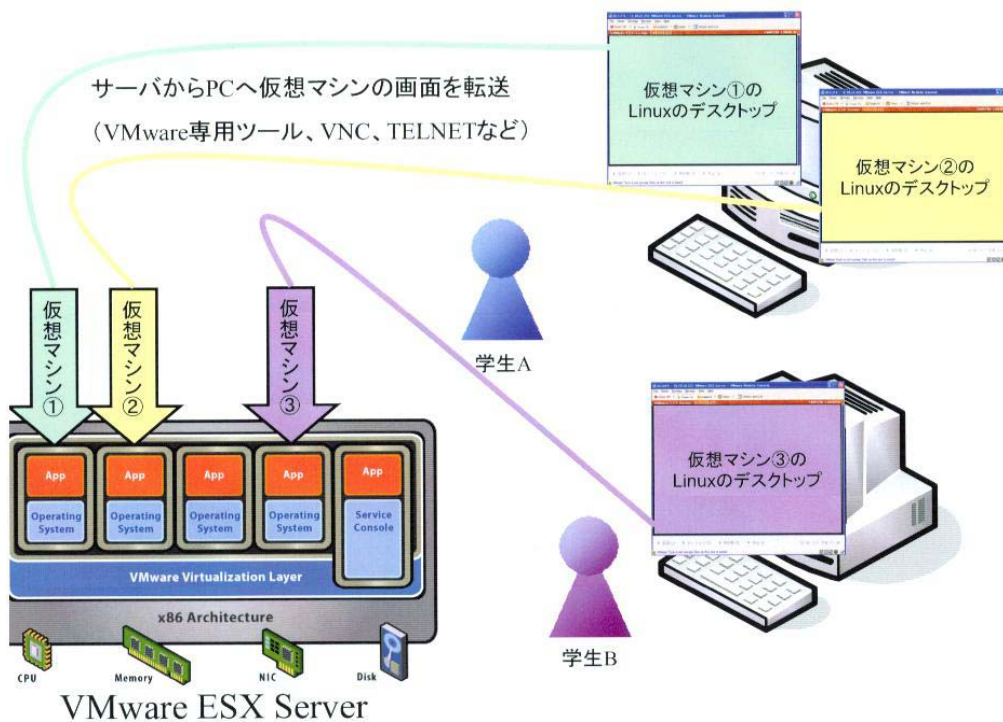 サーバからPCへ仮想マシンの画面を転送
（VMware専用ツール、VNC、TELNETなど）
仮想マシン①の
Linuxのデスクトップ
仮想マシン②の
Linuxのデスクトップ
学生A
仮想マシン①
仮想マシン②
仮想マシン③
仮想マシン③の
Linuxのデスクトップ
学生B
App
App
App
App
App
Operating System
Operating System
Operating System
Operating System
Service Console
VMware Virtualization Layer
x86 Architecture
CPU
Memory
NIC
Disk
VMware ESX Server